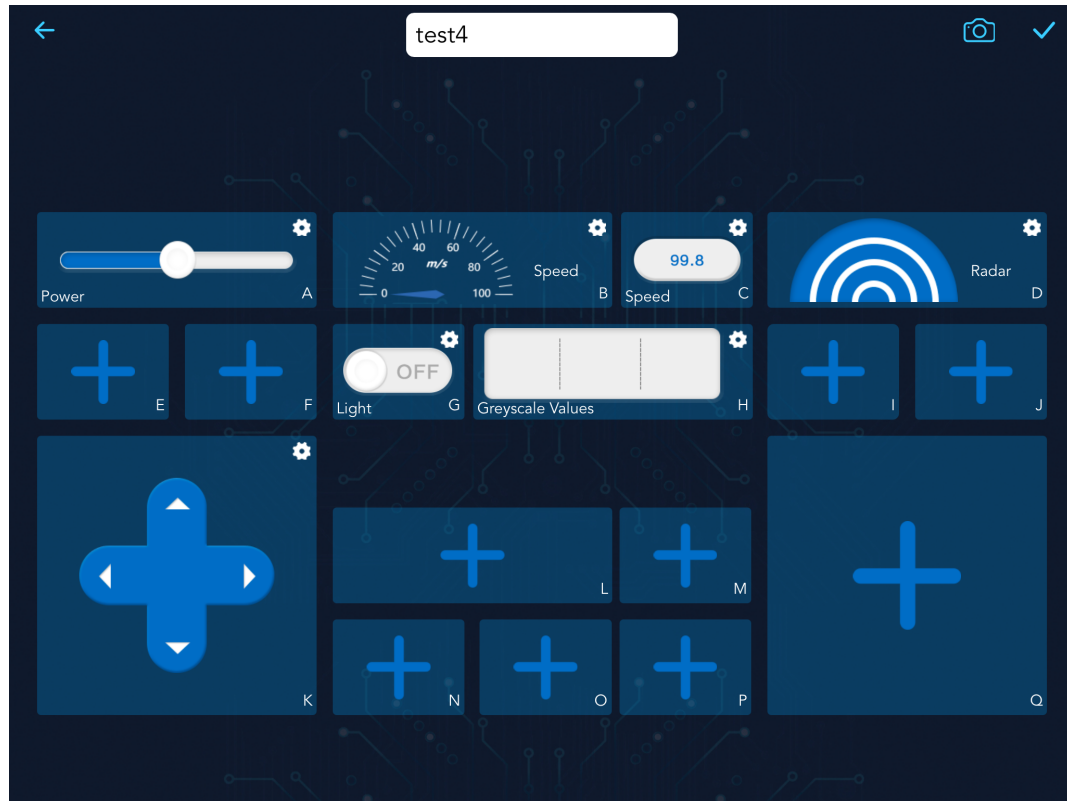 test4
40 60
20 m/s 80
0 100
Speed
99.8
Radar
Power A
B
Speed C
D
E
F
OFF
Light G
Greyscale Values H
I
J
K
L
M
N
O
P
Q